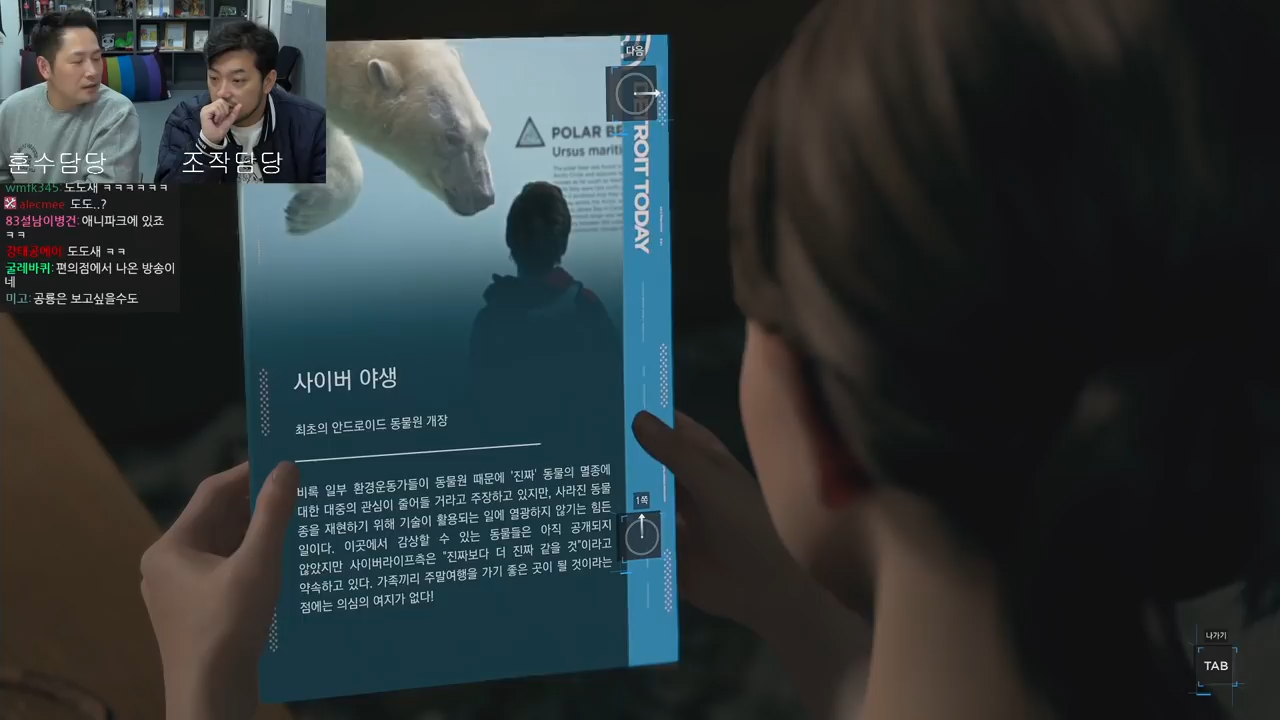 훈수담당
조작담당
wmfk345: 도도새 ㅋㅋㅋㅋㅋㅋ
alecmee 도도..?
83설남이병건: 애니파크에 있죠
ㅋㅋ
강태공에이 도도새 ㅋㅋ
굴레바퀴: 편의점에서 나온 방송이
네
미고: 공룡은 보고싶을수도
다음
POLAR BE
Ursus mariti
ROIT TODAY
사이버 야생
최초의 안드로이드 동물원 개장
비록 일부 환경운동가들이 동물원 때문에 '진짜' 동물의 멸종에
대한 대중의 관심이 줄어들 거라고 주장하고 있지만, 사라진 동물
종을 재현하기 위해 기술이 활용되는 일에 열광하지 않기는 힘든
일이다. 이곳에서 감상할 수 있는 동물들은 아직 공개되지
않았지만 사이버라이프측은 "진짜보다 더 진짜 같을 것"이라고
약속하고 있다. 가족끼리 주말여행을 가기 좋은 곳이 될 것이라는
점에는 의심의 여지가 없다!
1쪽
나가기
TAB